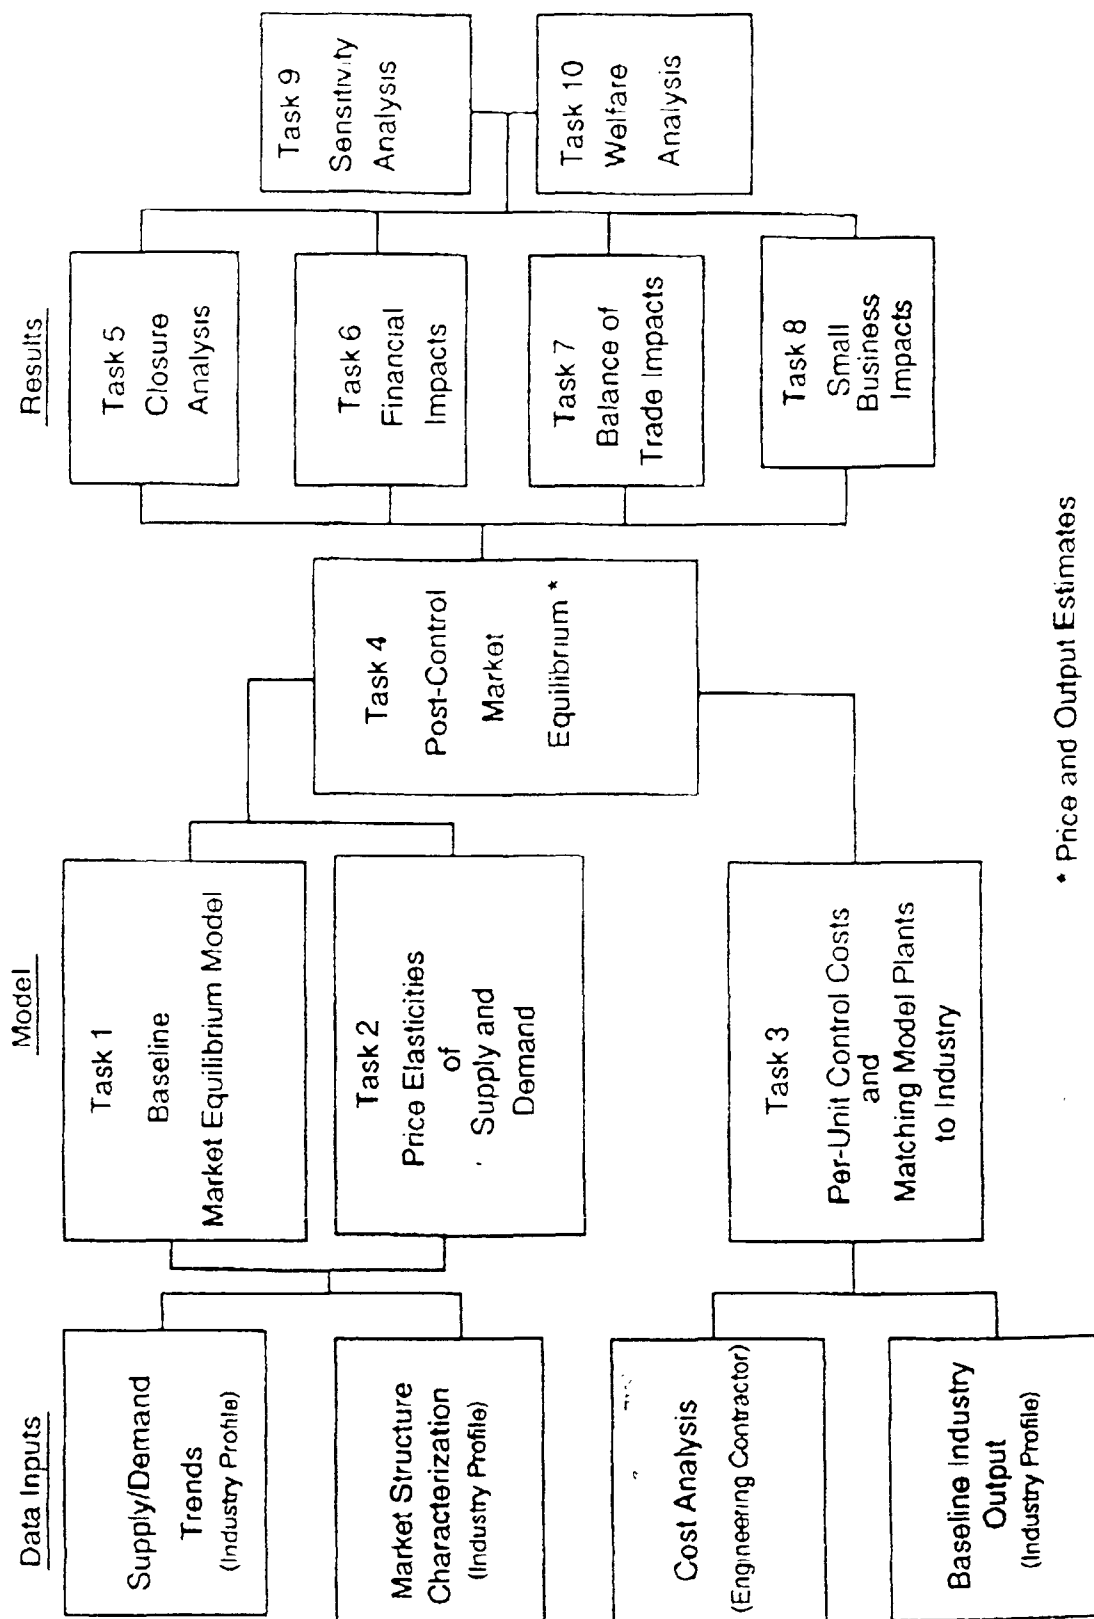 Data Inputs
Model
Results
Supply/Demand
Trends
(Industry Profile)
Market Structure
Characterization
(Industry Profile)
Cost Analysis
(Engineering Contractor)
Baseline Industry
Output
(Industry Profile)
Task 1
Baseline
Market Equilibrium Model
Task 2
Price Elasticities
of
Supply and
Demand
Task 3
Per-Unit Control Costs
and
Matching Model Plants
to Industry
Task 4
Post-Control
Market
Equilibrium *
Task 5
Closure
Analysis
Task 6
Financial
Impacts
Task 7
Balance of
Trade Impacts
Task 8
Small
Business
Impacts
Task 9
Sensitivity
Analysis
Task 10
Welfare
Analysis
* Price and Output Estimates